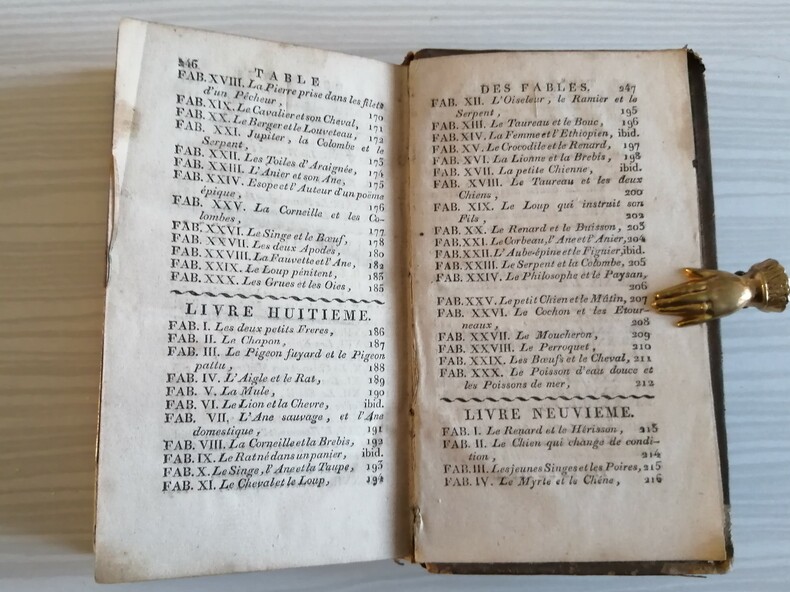 246 TABLE
FAB. XVIII. La Pierre prise dans les filets
d'un Pêcheur, 170
FAB. XIX. Le Cavalier et son Cheval, 171
FAB. XX. Le Berger et le Louveteau, 172
FAB. XXI. Jupiter, la Colombe et le
Serpent, 173
FAB. XXII. Les Toiles d'Araignée, 174
FAB. XXIII. L'Anier et son Ane, 175
FAB. XXIV. Esope et l'Auteur d'un poëme
épique, 176
FAB. XXV. La Corneille et les Co-
lombes, 177
FAB. XXVI. Le Singe et le Bœuf, 178
FAB. XXVII. Les deux Apodes, 180
FAB. XXVIII. La Fauvette et l'Ane, 182
FAB. XXIX. Le Loup pénitent, 183
FAB. XXX. Les Grues et les Oies, 185
LIVRE HUITIEME.
FAB. I. Les deux petits Freres, 186
FAB. II. Le Chapon, 187
FAB. III. Le Pigeon fuyard et le Pigeon
pattu, 188
FAB. IV. L'Aigle et le Rat, 189
FAB. V. La Mule, 190
FAB. VI. Le Lion et la Chevre, ibid.
FAB. VII. L'Ane sauvage, et l'Ane
domestique, 191
FAB. VIII. La Corneille et la Brebis, 192
FAB. IX. Le Rat né dans un panier, ibid.
FAB. X. Le Singe, l'Ane et la Taupe, 193
FAB. XI. Le Cheval et le Loup, 194
DES FABLES. 247
FAB. XII. L'Oiseleur, le Ramier et le
Serpent, 195
FAB. XIII. Le Taureau et le Bouc, 196
FAB. XIV. La Femme et l'Ethiopien, ibid.
FAB. XV. Le Crocodile et le Renard, 197
FAB. XVI. La Lionne et la Brebis, 198
FAB. XVII. La petite Chienne, ibid.
FAB. XVIII. Le Taureau et les deux
Chiens, 200
FAB. XIX. Le Loup qui instruit son
Fils, 202
FAB. XX. Le Renard et le Buisson, 203
FAB. XXI. Le Corbeau, l'Ane et l'Anier, 204
FAB. XXII. L'Aube-épine et le Figuier, ibid.
FAB. XXIII. Le Serpent et la Colombe, 205
FAB. XXIV. Le Philosophe et le Paysan,
206
FAB. XXV. Le petit Chien et le Mâtin, 207
FAB. XXVI. Le Cochon et les Etour-
neaux, 208
FAB. XXVII. Le Moucheron, 209
FAB. XXVIII. Le Perroquet, 210
FAB. XXIX. Les Bœufs et le Cheval, 211
FAB. XXX. Le Poisson d'eau douce et
les Poissons de mer, 212
LIVRE NEUVIEME.
FAB. I. Le Renard et le Hérisson, 213
FAB. II. Le Chien qui change de condi-
tion, 214
FAB. III. Les jeunes Singes et les Poires, 215
FAB. IV. Le Myrte et le Chêne, 216